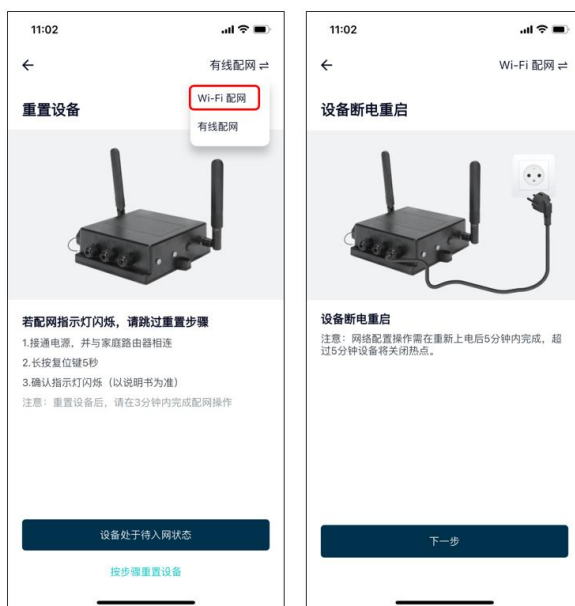 11:02
有线配网 ⇌
Wi-Fi 配网
有线配网
重置设备
若配网指示灯闪烁，请跳过重置步骤
1.接通电源，并与家庭路由器相连
2.长按复位键5秒
3.确认指示灯闪烁（以说明书为准）
注意：重置设备后，请在3分钟内完成配网操作
设备处于待入网状态
按步骤重置设备
11:02
Wi-Fi 配网 ⇌
设备断电重启
设备断电重启
注意：网络配置操作需在重新上电后5分钟内完成，超
过5分钟设备将关闭热点。
下一步